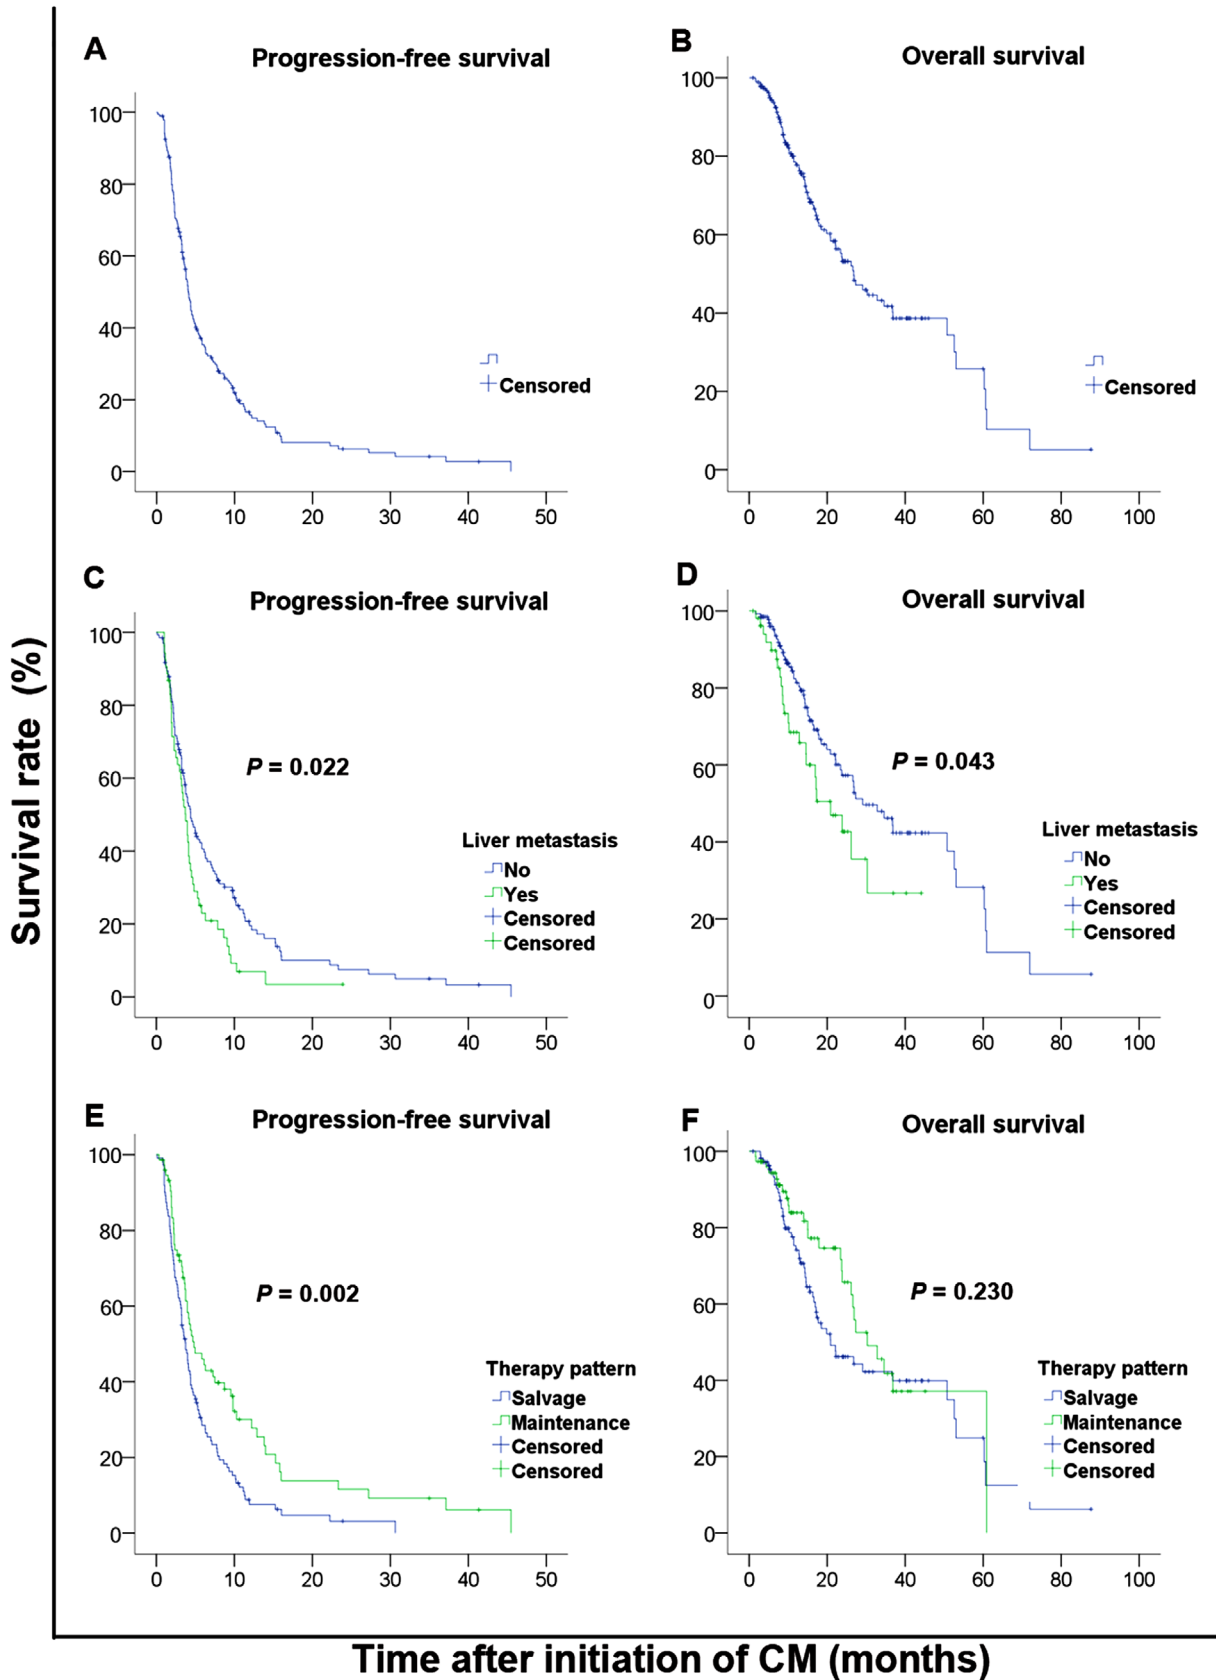 A
Progression-free survival
100
80
60
40
20
0
0 10 20 30 40 50
Censored
B
Overall survival
100
80
60
40
20
0
0 20 40 60 80 100
Censored
C
Progression-free survival
100
80
60
40
20
0
0 10 20 30 40 50
P = 0.022
Liver metastasis
No
Yes
Censored
Censored
D
Overall survival
100
80
60
40
20
0
0 20 40 60 80 100
P = 0.043
Liver metastasis
No
Yes
Censored
Censored
E
Progression-free survival
100
80
60
40
20
0
0 10 20 30 40 50
P = 0.002
Therapy pattern
Salvage
Maintenance
Censored
Censored
F
Overall survival
100
80
60
40
20
0
0 20 40 60 80 100
P = 0.230
Therapy pattern
Salvage
Maintenance
Censored
Censored
Survival rate (%)
Time after initiation of CM (months)